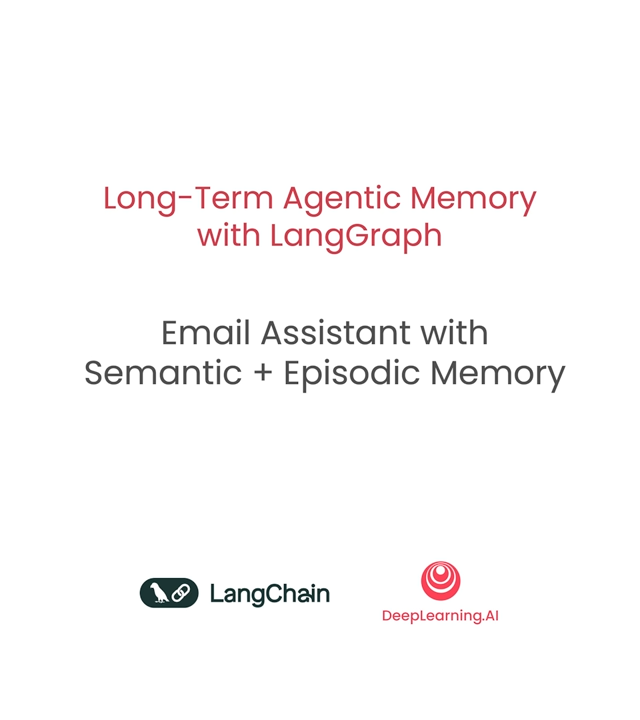 Long-Term Agentic Memory
with LangGraph
Email Assistant with
Semantic + Episodic Memory
LangChain
DeepLearning.AI